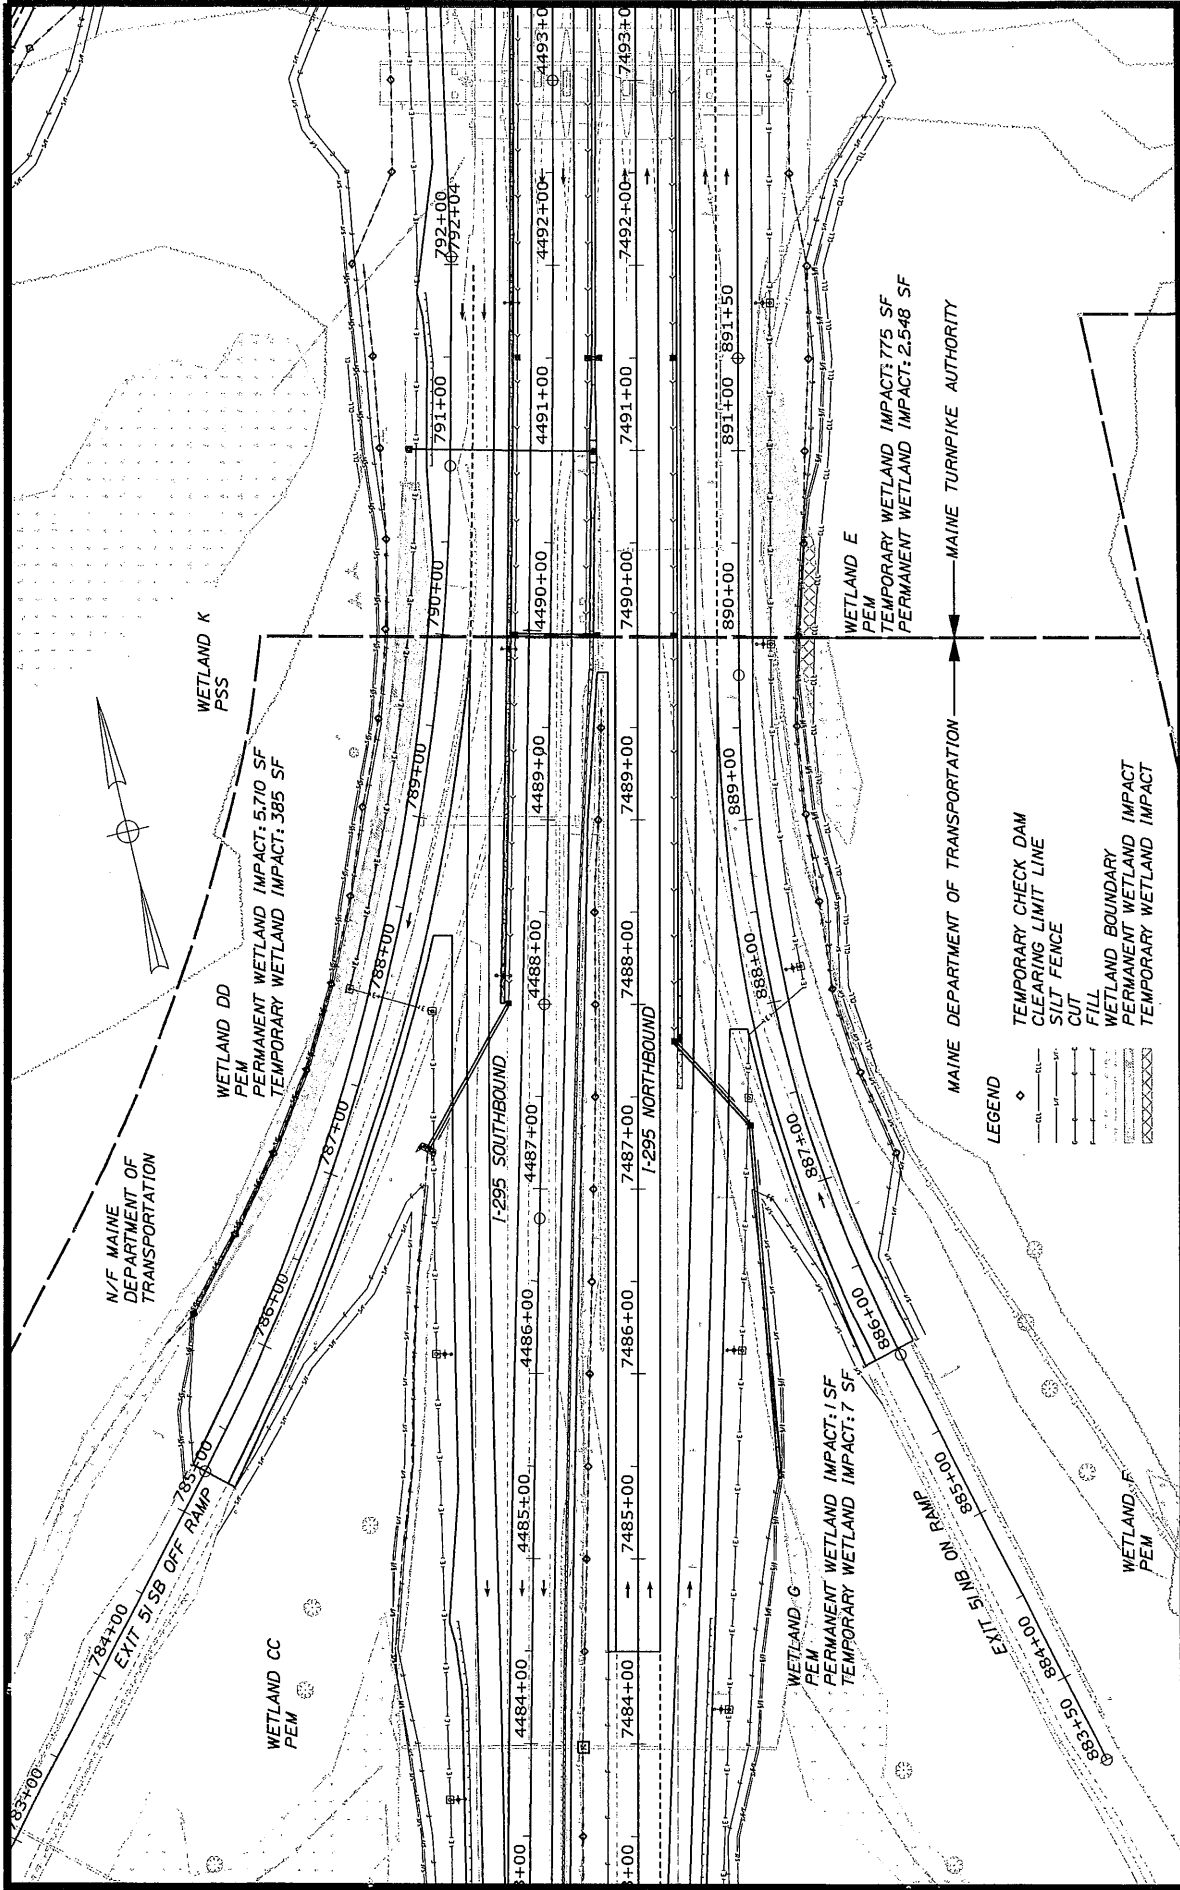 N/F MAINE
DEPARTMENT OF
TRANSPORTATION
WETLAND DD
PEM
PERMANENT WETLAND IMPACT: 5,710 SF
TEMPORARY WETLAND IMPACT: 385 SF
WETLAND K
PSS
783+00
784+00
785+00
786+00
787+00
788+00
789+00
790+00
791+00
792+00
792+04
EXIT 51 SB OFF RAMP
WETLAND CC
PEM
I-295 SOUTHBOUND
4484+00
4485+00
4486+00
4487+00
4488+00
4489+00
4490+00
4491+00
4492+00
4493+0
3+00
7484+00
7485+00
7486+00
7487+00
7488+00
7489+00
7490+00
7491+00
7492+00
7493+0
3+00
I-295 NORTHBOUND
883+50
884+00
885+00
886+00
887+00
888+00
889+00
890+00
891+00
891+50
EXIT 51 NB ON RAMP
WETLAND G
PEM
PERMANENT WETLAND IMPACT: 1 SF
TEMPORARY WETLAND IMPACT: 7 SF
WETLAND E
PEM
TEMPORARY WETLAND IMPACT: 775 SF
PERMANENT WETLAND IMPACT: 2,548 SF
MAINE DEPARTMENT OF TRANSPORTATION
MAINE TURNPIKE AUTHORITY
WETLAND F
PEM
LEGEND
TEMPORARY CHECK DAM
CLEARING LIMIT LINE
SILT FENCE
CUT
FILL
WETLAND BOUNDARY
PERMANENT WETLAND IMPACT
TEMPORARY WETLAND IMPACT